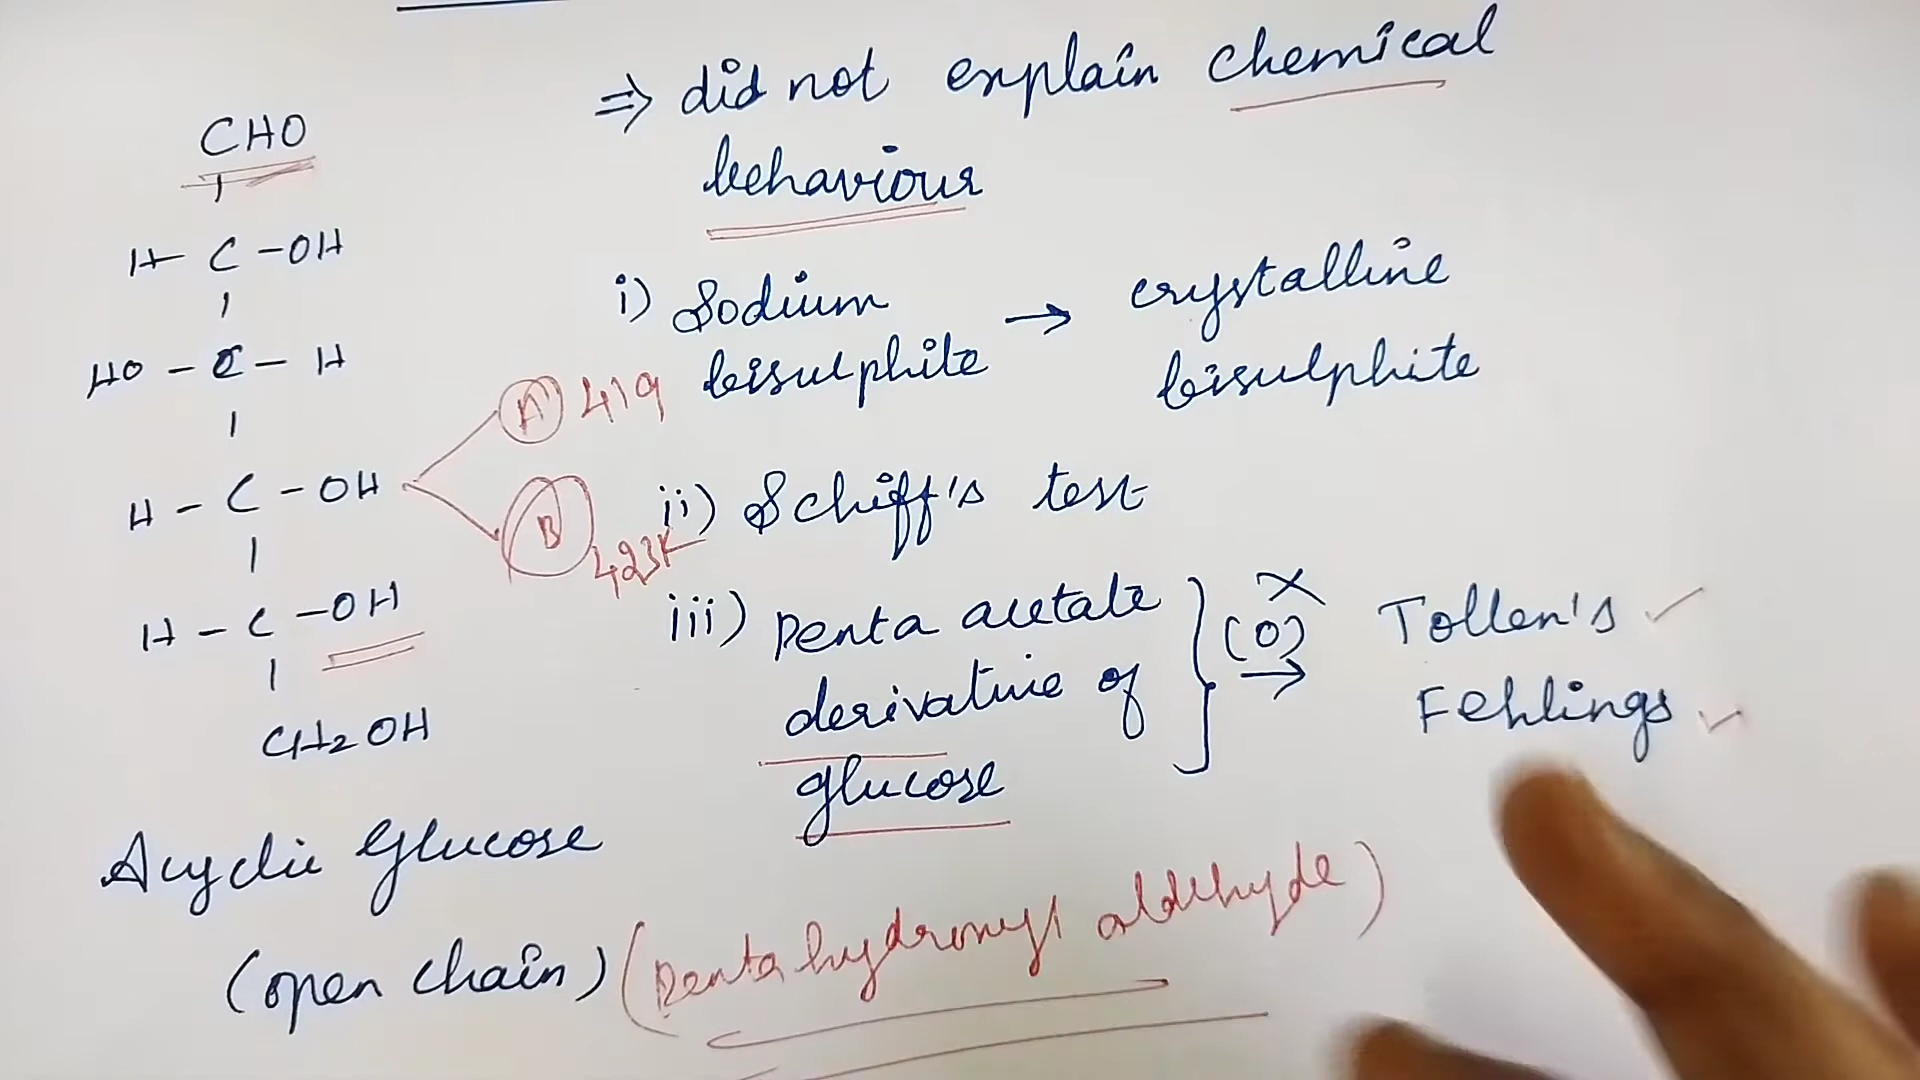 ⇒ did not explain chemical
behaviour
CHO
H - C - OH
HO - C - H
H - C - OH
H - C - OH
CH2OH
A 419
B 423K
i) Sodium bisulphite → crystalline bisulphite
ii) Schiff's test
iii) Penta acetate
derivative of
glucose
X
(O)
→
Tollen's ✓
Fehlings ✓
Acyclic Glucose
(open chain) (Penta hydroxyl aldehyde)